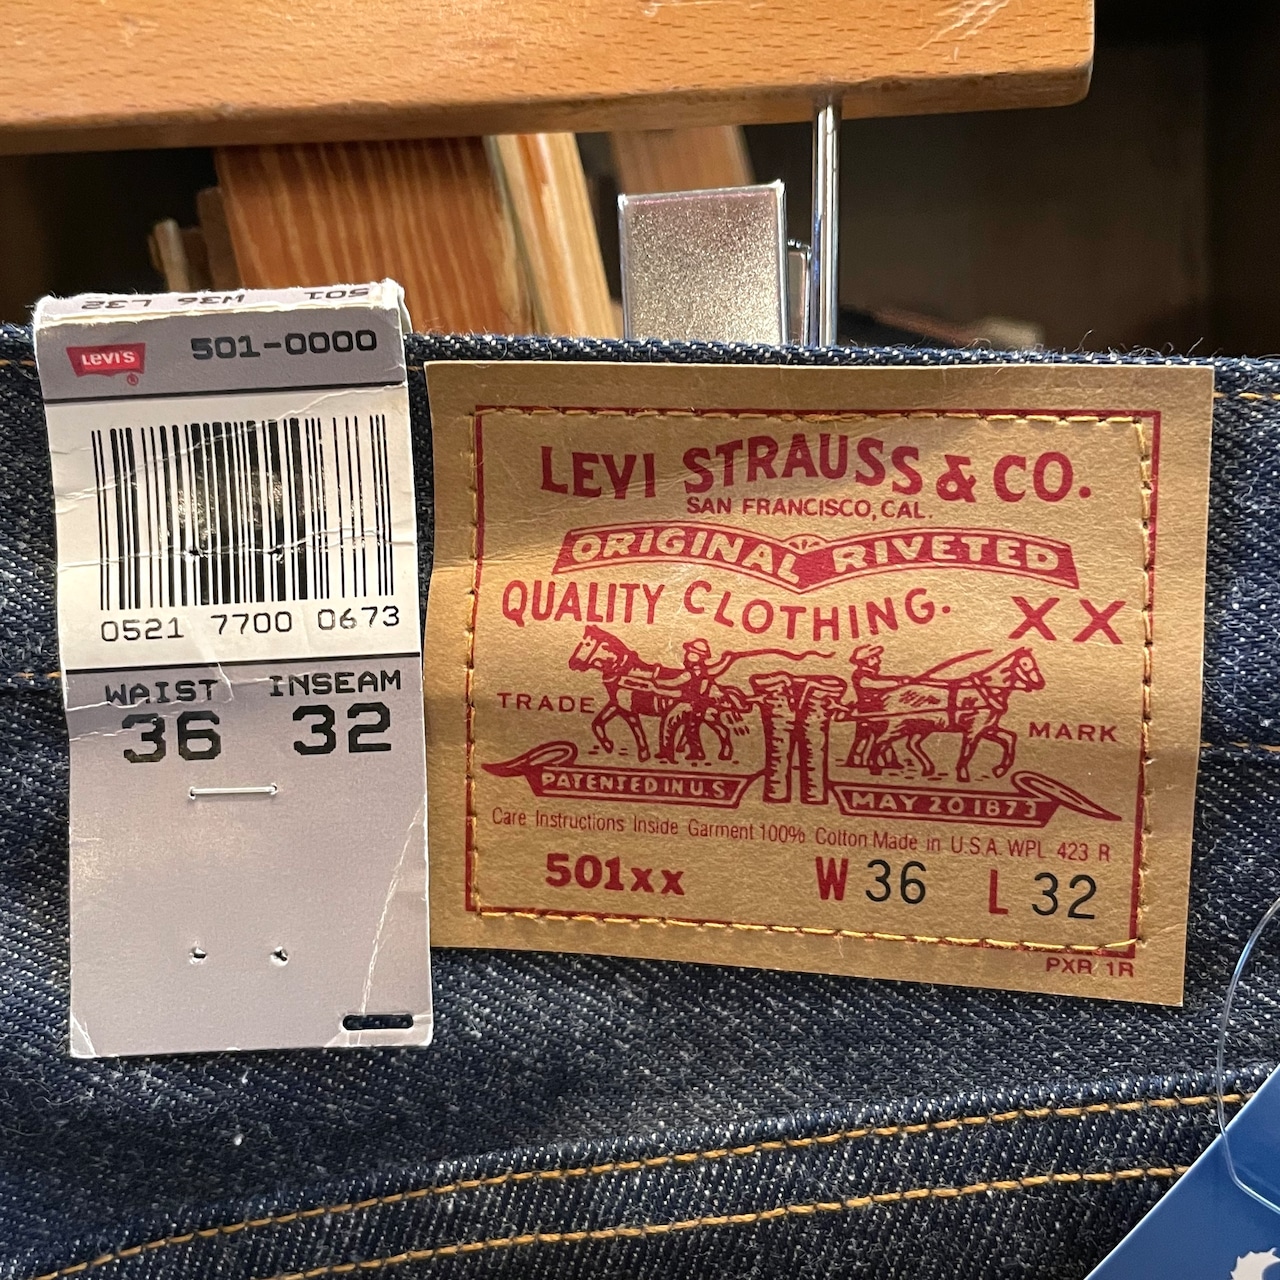 501 W36 L32
Levi's ®
501-0000
0521 7700 0673
WAIST INSEAM
36 32
LEVI STRAUSS & CO.
SAN FRANCISCO, CAL.
ORIGINAL RIVETED
QUALITY CLOTHING. XX
TRADE MARK
PATENTED IN U.S.
MAY 20 1873
Care Instructions Inside Garment 100% Cotton Made in U.S.A. WPL 423 R
501xx W 36 L 32
PXR 1R